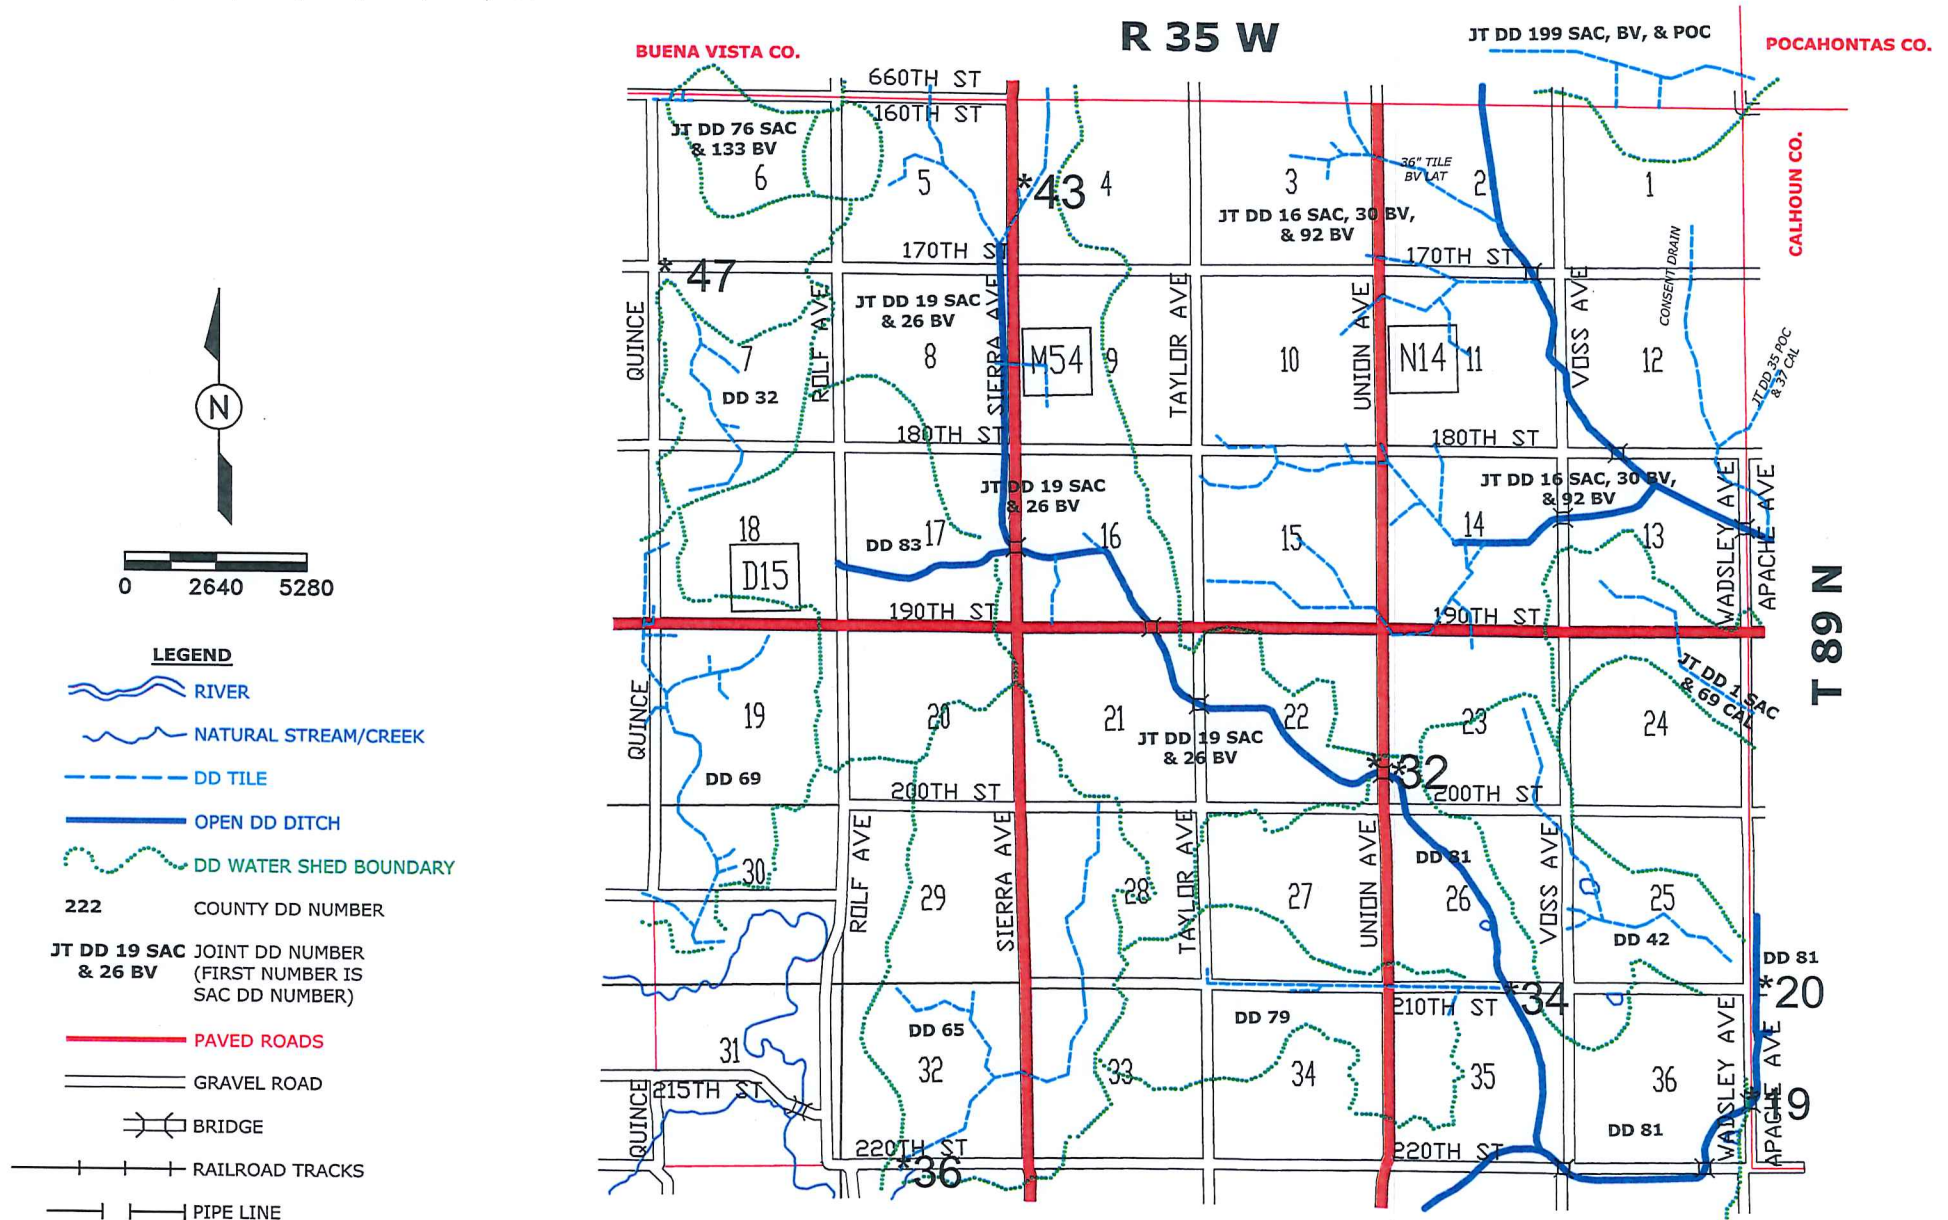 R 35 W
JT DD 199 SAC, BV, & POC
BUENA VISTA CO.
POCAHONTAS CO.
660TH ST
160TH ST
JT DD 76 SAC
& 133 BV
6
5
*43
4
3
36" TILE
BV LAT
2
1
CALHOUN CO.
JT DD 16 SAC, 30 BV,
& 92 BV
170TH ST
170TH ST
* 47
CONSENT DRAIN
QUINCE
ROLF AVE
JT DD 19 SAC
& 26 BV
SIERRA AVE
TAYLOR AVE
UNION AVE
VOSS AVE
7
8
M54
9
10
N14
11
12
JT DD 35 POC
& 37 CAL
DD 32
N
180TH ST
180TH ST
JT DD 19 SAC
& 26 BV
JT DD 16 SAC, 30 BV,
& 92 BV
WADSLEY AVE
APACHE AVE
18
DD 83
17
16
15
14
13
D15
0 2640 5280
190TH ST
190TH ST
T 89 N
LEGEND
RIVER
NATURAL STREAM/CREEK
DD TILE
OPEN DD DITCH
DD WATER SHED BOUNDARY
222 COUNTY DD NUMBER
JT DD 19 SAC JOINT DD NUMBER
& 26 BV (FIRST NUMBER IS
SAC DD NUMBER)
PAVED ROADS
GRAVEL ROAD
BRIDGE
RAILROAD TRACKS
PIPE LINE
QUINCE
19
20
21
22
23
24
JT DD 1 SAC
& 69 CAL
JT DD 19 SAC
& 26 BV
DD 69
* *32
200TH ST
200TH ST
ROLF AVE
SIERRA AVE
TAYLOR AVE
UNION AVE
VOSS AVE
DD 81
30
29
28
27
26
25
DD 42
DD 81
*20
210TH ST
*34
DD 65
DD 79
31
32
33
34
35
36
WADSLEY AVE
APACHE AVE
215TH ST
QUINCE
*19
DD 81
220TH ST
220TH ST
*36